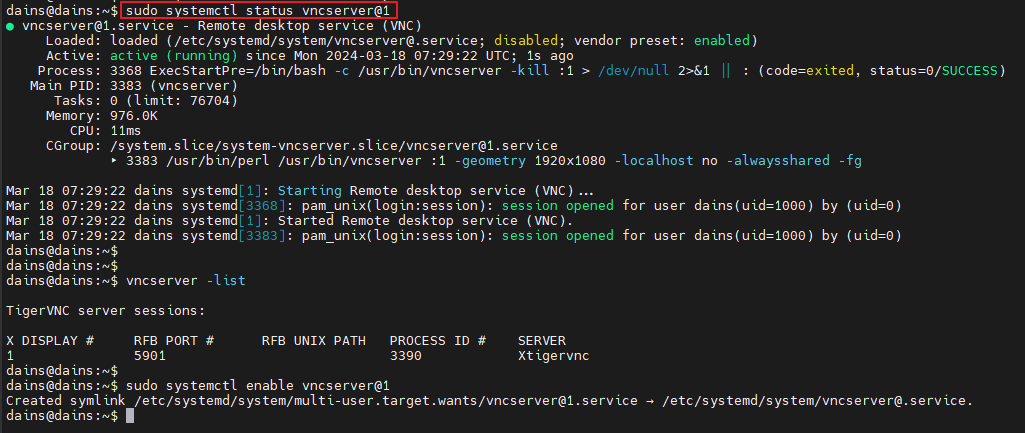 dains@dains:~$ sudo systemctl status vncserver@1
● vncserver@1.service - Remote desktop service (VNC)
Loaded: loaded (/etc/systemd/system/vncserver@.service; disabled; vendor preset: enabled)
Active: active (running) since Mon 2024-03-18 07:29:22 UTC; 1s ago
Process: 3368 ExecStartPre=/bin/bash -c /usr/bin/vncserver -kill :1 > /dev/null 2>&1 || : (code=exited, status=0/SUCCESS)
Main PID: 3383 (vncserver)
Tasks: 0 (limit: 76704)
Memory: 976.0K
CPU: 11ms
CGroup: /system.slice/system-vncserver.slice/vncserver@1.service
‣ 3383 /usr/bin/perl /usr/bin/vncserver :1 -geometry 1920x1080 -localhost no -alwaysshared -fg
Mar 18 07:29:22 dains systemd[1]: Starting Remote desktop service (VNC)...
Mar 18 07:29:22 dains systemd[3368]: pam_unix(login:session): session opened for user dains(uid=1000) by (uid=0)
Mar 18 07:29:22 dains systemd[1]: Started Remote desktop service (VNC).
Mar 18 07:29:22 dains systemd[3383]: pam_unix(login:session): session opened for user dains(uid=1000) by (uid=0)
dains@dains:~$
dains@dains:~$
dains@dains:~$ vncserver -list
TigerVNC server sessions:
X DISPLAY # RFB PORT # RFB UNIX PATH PROCESS ID # SERVER
1 5901 3390 Xtigervnc
dains@dains:~$
dains@dains:~$ sudo systemctl enable vncserver@1
Created symlink /etc/systemd/system/multi-user.target.wants/vncserver@1.service → /etc/systemd/system/vncserver@.service.
dains@dains:~$